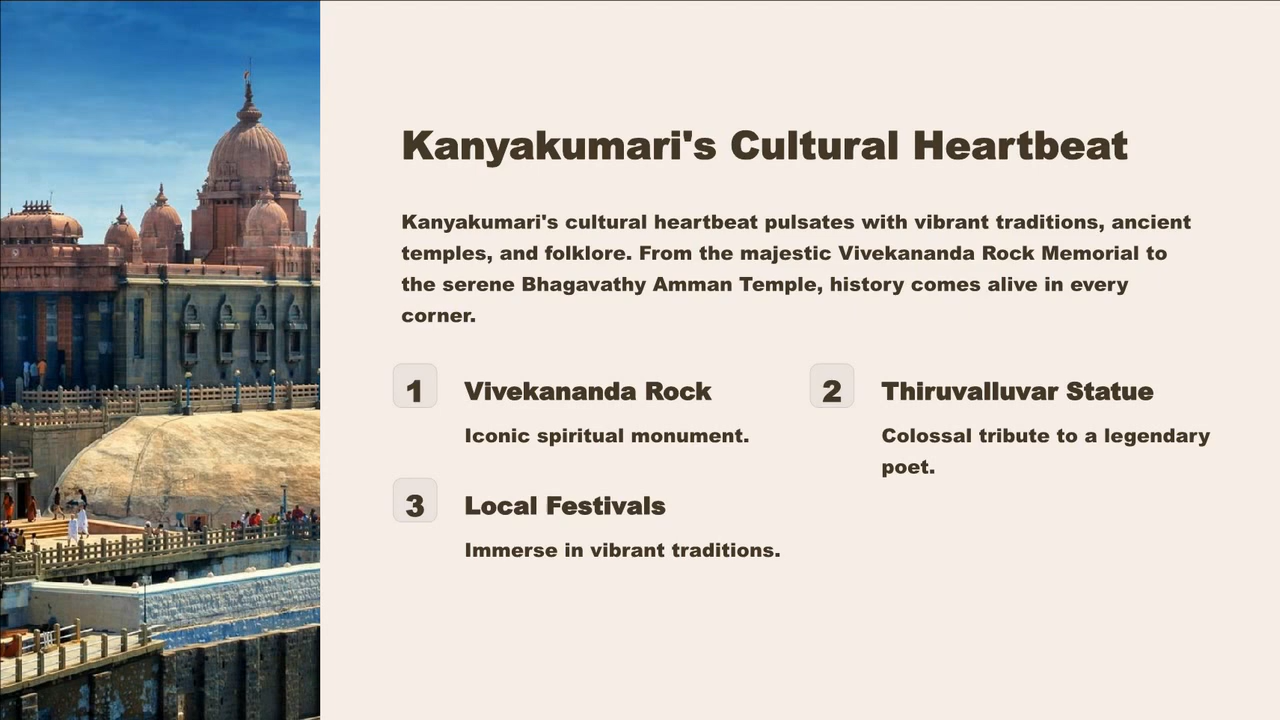 Kanyakumari's Cultural Heartbeat
Kanyakumari's cultural heartbeat pulsates with vibrant traditions, ancient
temples, and folklore. From the majestic Vivekananda Rock Memorial to
the serene Bhagavathy Amman Temple, history comes alive in every
corner.
1
Vivekananda Rock
Iconic spiritual monument.
2
Thiruvalluvar Statue
Colossal tribute to a legendary
poet.
3
Local Festivals
Immerse in vibrant traditions.